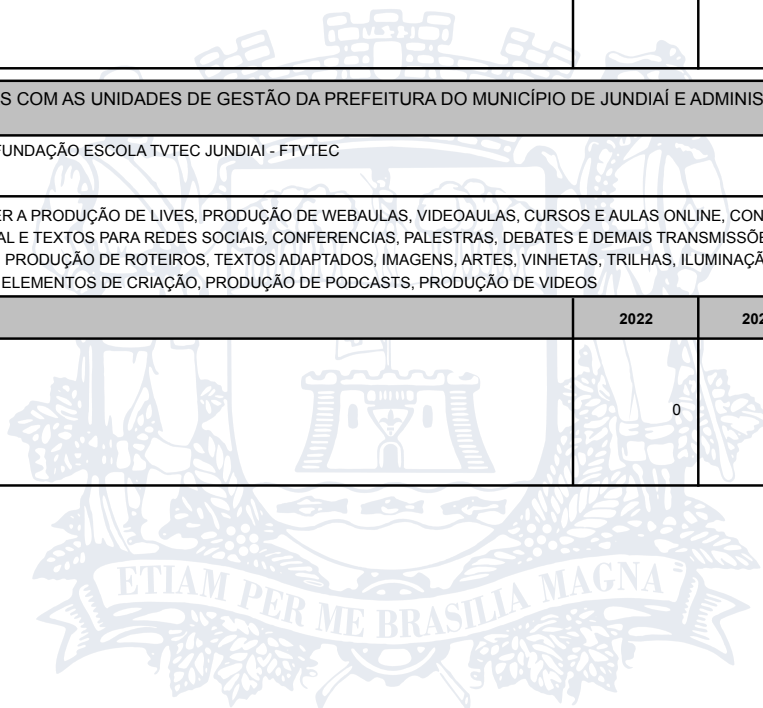 S COM AS UNIDADES DE GESTÃO DA PREFEITURA DO MUNICÍPIO DE JUNDIAÍ E ADMINIS
FUNDAÇÃO ESCOLA TVTEC JUNDIAI - FTVTEC
ER A PRODUÇÃO DE LIVES, PRODUÇÃO DE WEBAULAS, VIDEOAULAS, CURSOS E AULAS ONLINE, CON
AL E TEXTOS PARA REDES SOCIAIS, CONFERENCIAS, PALESTRAS, DEBATES E DEMAIS TRANSMISSÕE
PRODUÇÃO DE ROTEIROS, TEXTOS ADAPTADOS, IMAGENS, ARTES, VINHETAS, TRILHAS, ILUMINAÇÃ
ELEMENTOS DE CRIAÇÃO, PRODUÇÃO DE PODCASTS, PRODUÇÃO DE VIDEOS
2022 202
0
ETIAM PER ME BRASILIA MAGNA